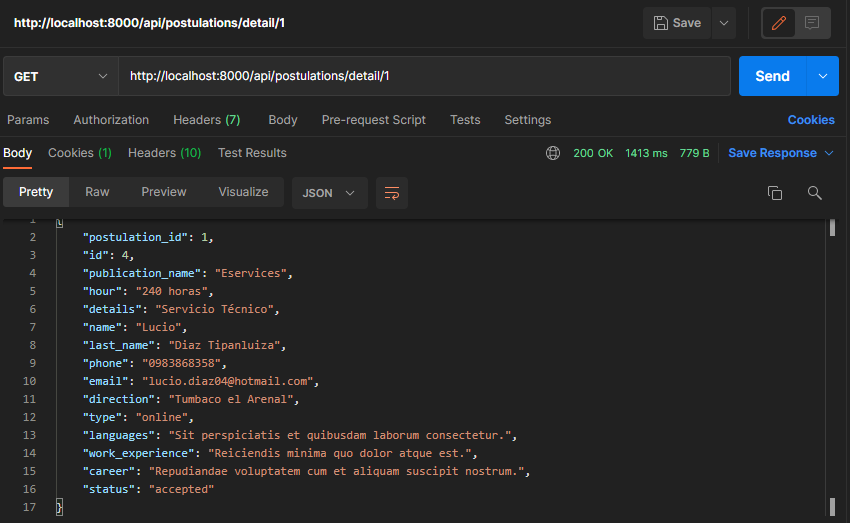 http://localhost:8000/api/postulations/detail/1
Save
GET
http://localhost:8000/api/postulations/detail/1
Send
Params Authorization Headers (7) Body Pre-request Script Tests Settings Cookies
Body Cookies (1) Headers (10) Test Results 200 OK 1413 ms 779 B Save Response
Pretty Raw Preview Visualize JSON
1 {
2 "postulation_id": 1,
3 "id": 4,
4 "publication_name": "Eservices",
5 "hour": "240 horas",
6 "details": "Servicio Técnico",
7 "name": "Lucio",
8 "last_name": "Diaz Tipanluiza",
9 "phone": "0983868358",
10 "email": "lucio.diaz04@hotmail.com",
11 "direction": "Tumbaco el Arenal",
12 "type": "online",
13 "languages": "Sit perspiciatis et quibusdam laborum consectetur.",
14 "work_experience": "Reiciendis minima quo dolor atque est.",
15 "career": "Repudiandae voluptatem cum et aliquam suscipit nostrum.",
16 "status": "accepted"
17 }